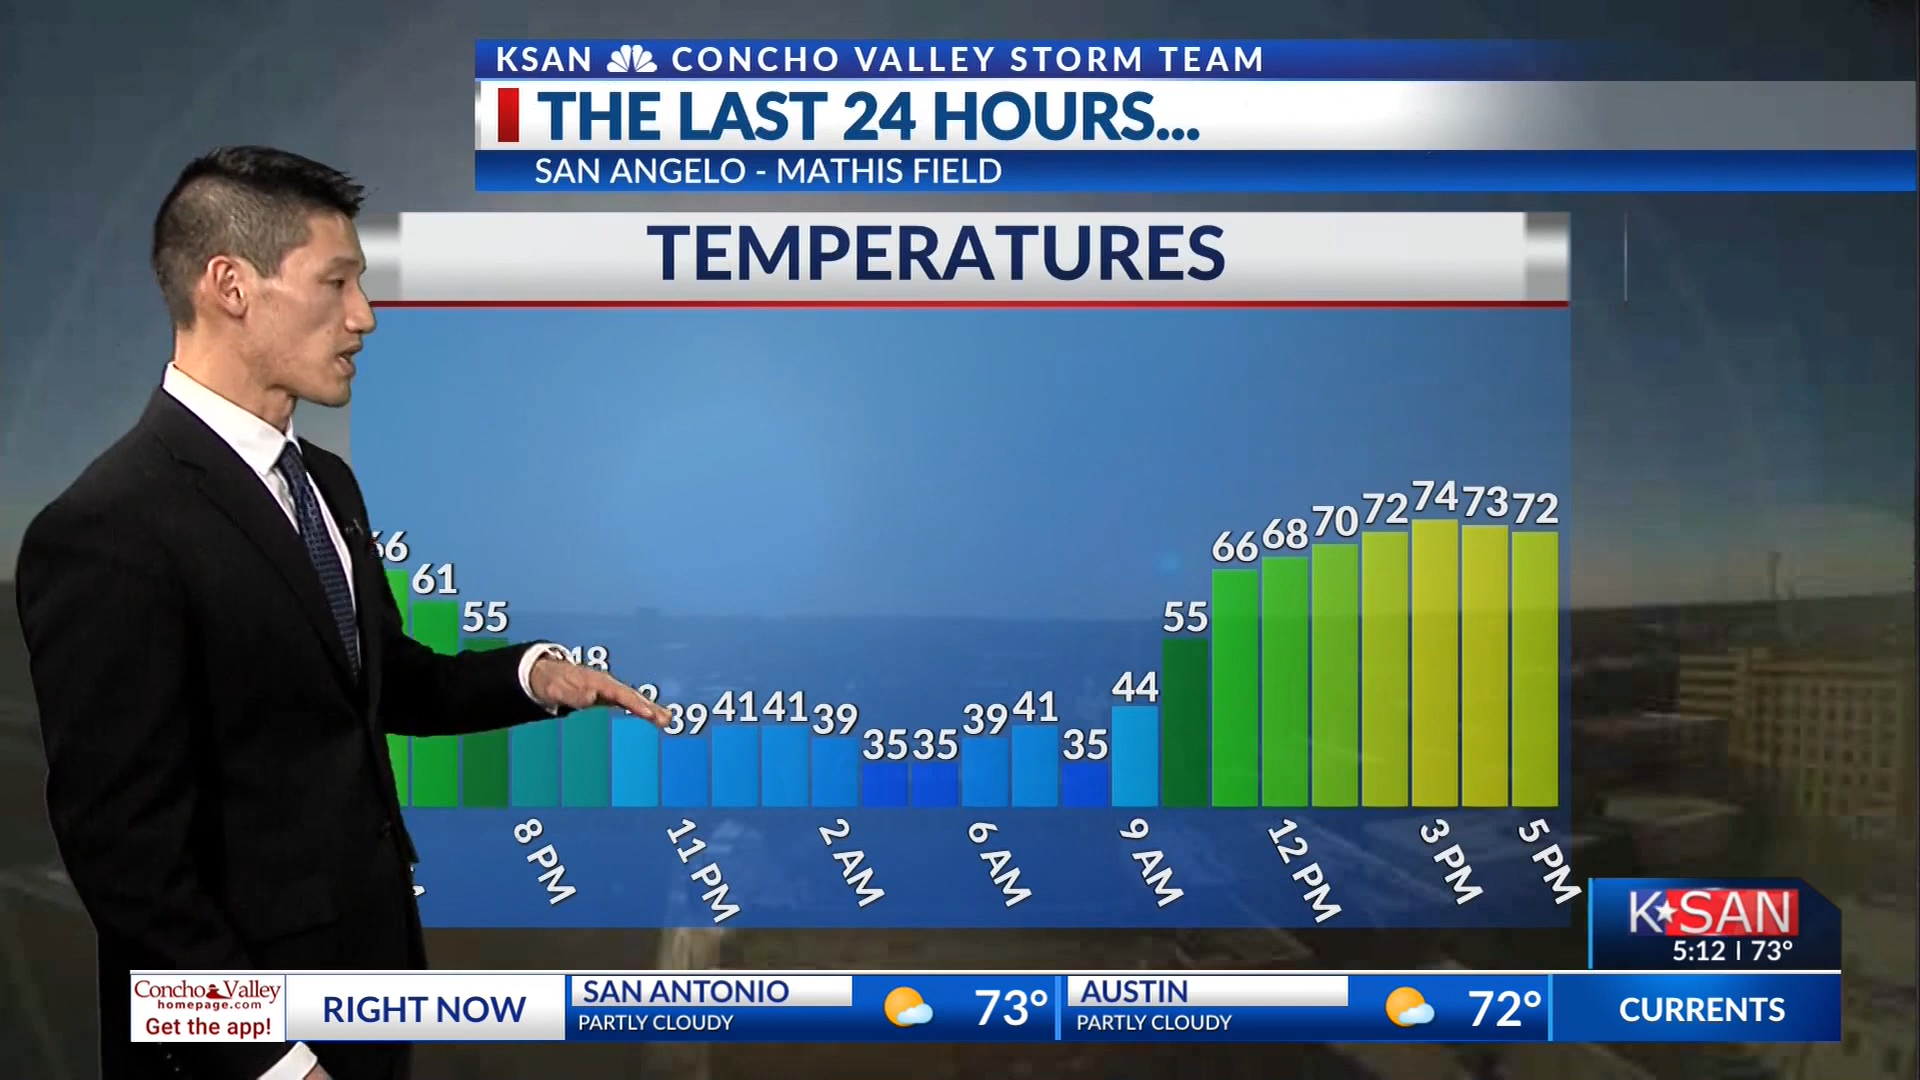 KSAN CONCHO VALLEY STORM TEAM
THE LAST 24 HOURS...
SAN ANGELO - MATHIS FIELD
TEMPERATURES
66 61 55 48 39 41 41 39 35 35 39 41 35 44 55 66 68 70 72 74 73 72
8 PM 11 PM 2 AM 6 AM 9 AM 12 PM 3 PM 5 PM
K SAN
5:12 | 73°
Concho Valley
homepage.com
Get the app!
RIGHT NOW
SAN ANTONIO
PARTLY CLOUDY
73°
AUSTIN
PARTLY CLOUDY
72°
CURRENTS